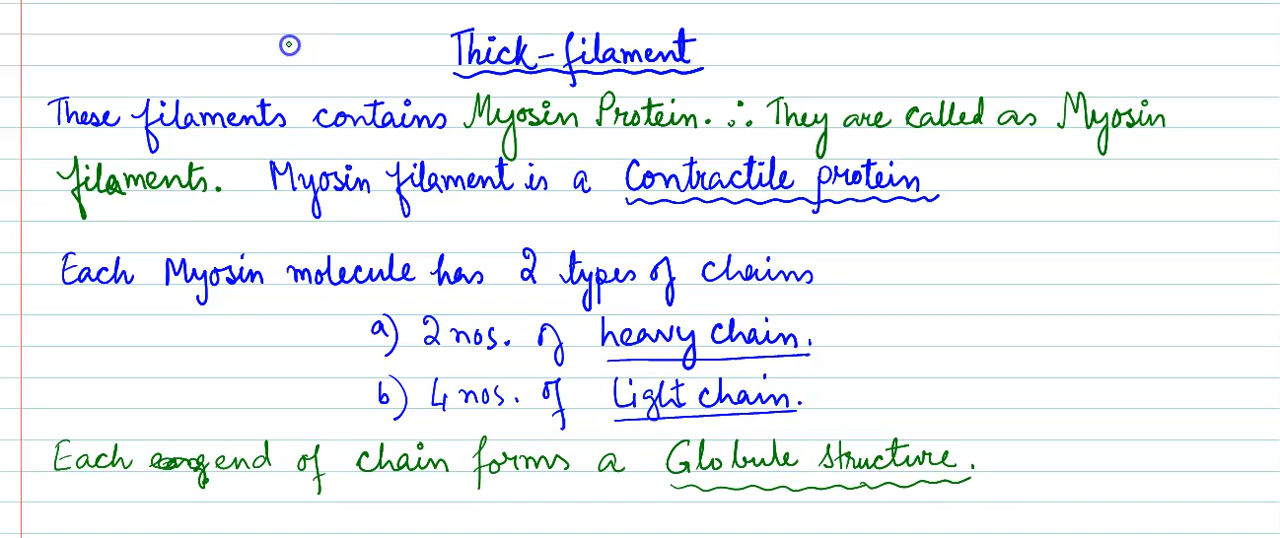 Thick-filament
These filaments contains Myosin Protein. ∴ They are called as Myosin
filaments. Myosin filament is a Contractile protein
Each Myosin molecule has 2 types of chains
a) 2 nos. of heavy chain.
b) 4 nos. of light chain.
Each end of chain forms a Globule structure.